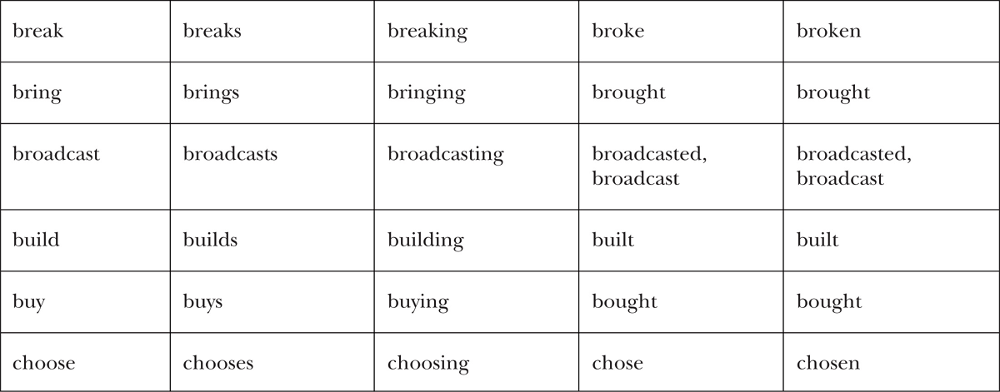 break breaks breaking broke broken
bring brings bringing brought brought
broadcast broadcasts broadcasting broadcasted, broadcasted,
broadcast broadcast
build builds building built built
buy buys buying bought bought
choose chooses choosing chose chosen